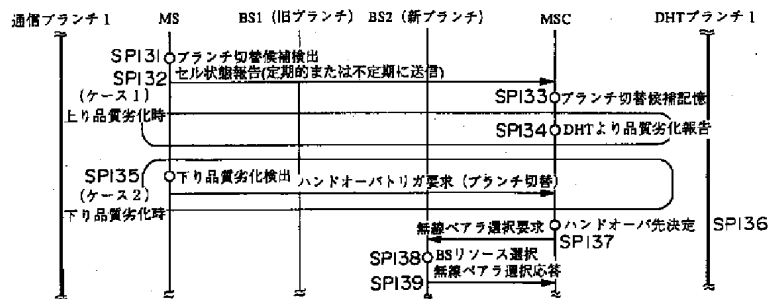 通信ブランチ1 MS BS1（旧ブランチ） BS2（新ブランチ） MSC DHTブランチ1
SP131 ブランチ切替候補検出
SP132 セル状態報告(定期的または不定期に送信)
(ケース1) SP133 ブランチ切替候補記憶
上り品質劣化時
SP134 DHTより品質劣化報告
SP135 下り品質劣化検出
(ケース2) ハンドオーバトリガ要求（ブランチ切替）
下り品質劣化時
無線ベアラ選択要求 ハンドオーバ先決定 SP136
SP137
SP138 BSリソース選択
無線ベアラ選択応答
SP139